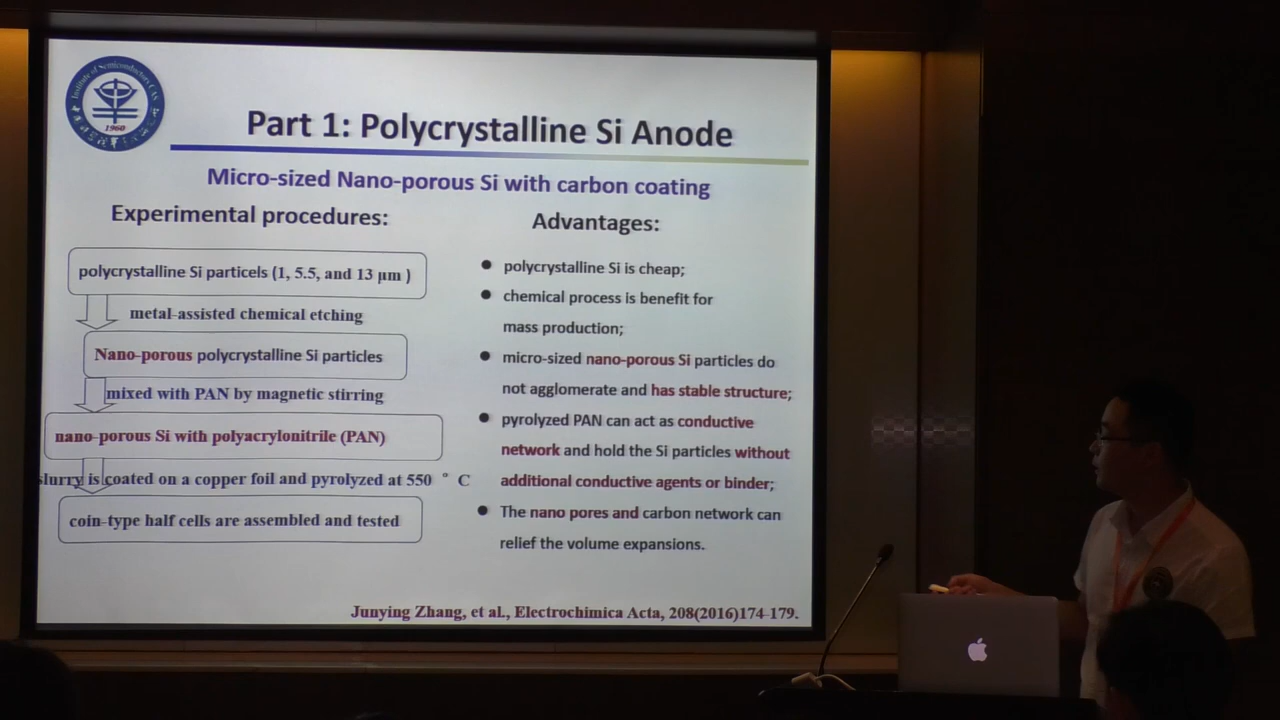 Institute of Semiconductors CAS
1960
Part 1: Polycrystalline Si Anode
Micro-sized Nano-porous Si with carbon coating
Experimental procedures:
polycrystalline Si particels (1, 5.5, and 13 μm )
metal-assisted chemical etching
Nano-porous polycrystalline Si particles
mixed with PAN by magnetic stirring
nano-porous Si with polyacrylonitrile (PAN)
slurry is coated on a copper foil and pyrolyzed at 550 ° C
coin-type half cells are assembled and tested
Advantages:
polycrystalline Si is cheap;
chemical process is benefit for
mass production;
micro-sized nano-porous Si particles do
not agglomerate and has stable structure;
pyrolyzed PAN can act as conductive
network and hold the Si particles without
additional conductive agents or binder;
The nano pores and carbon network can
relief the volume expansions.
Junying Zhang, et al., Electrochimica Acta, 208(2016)174-179.